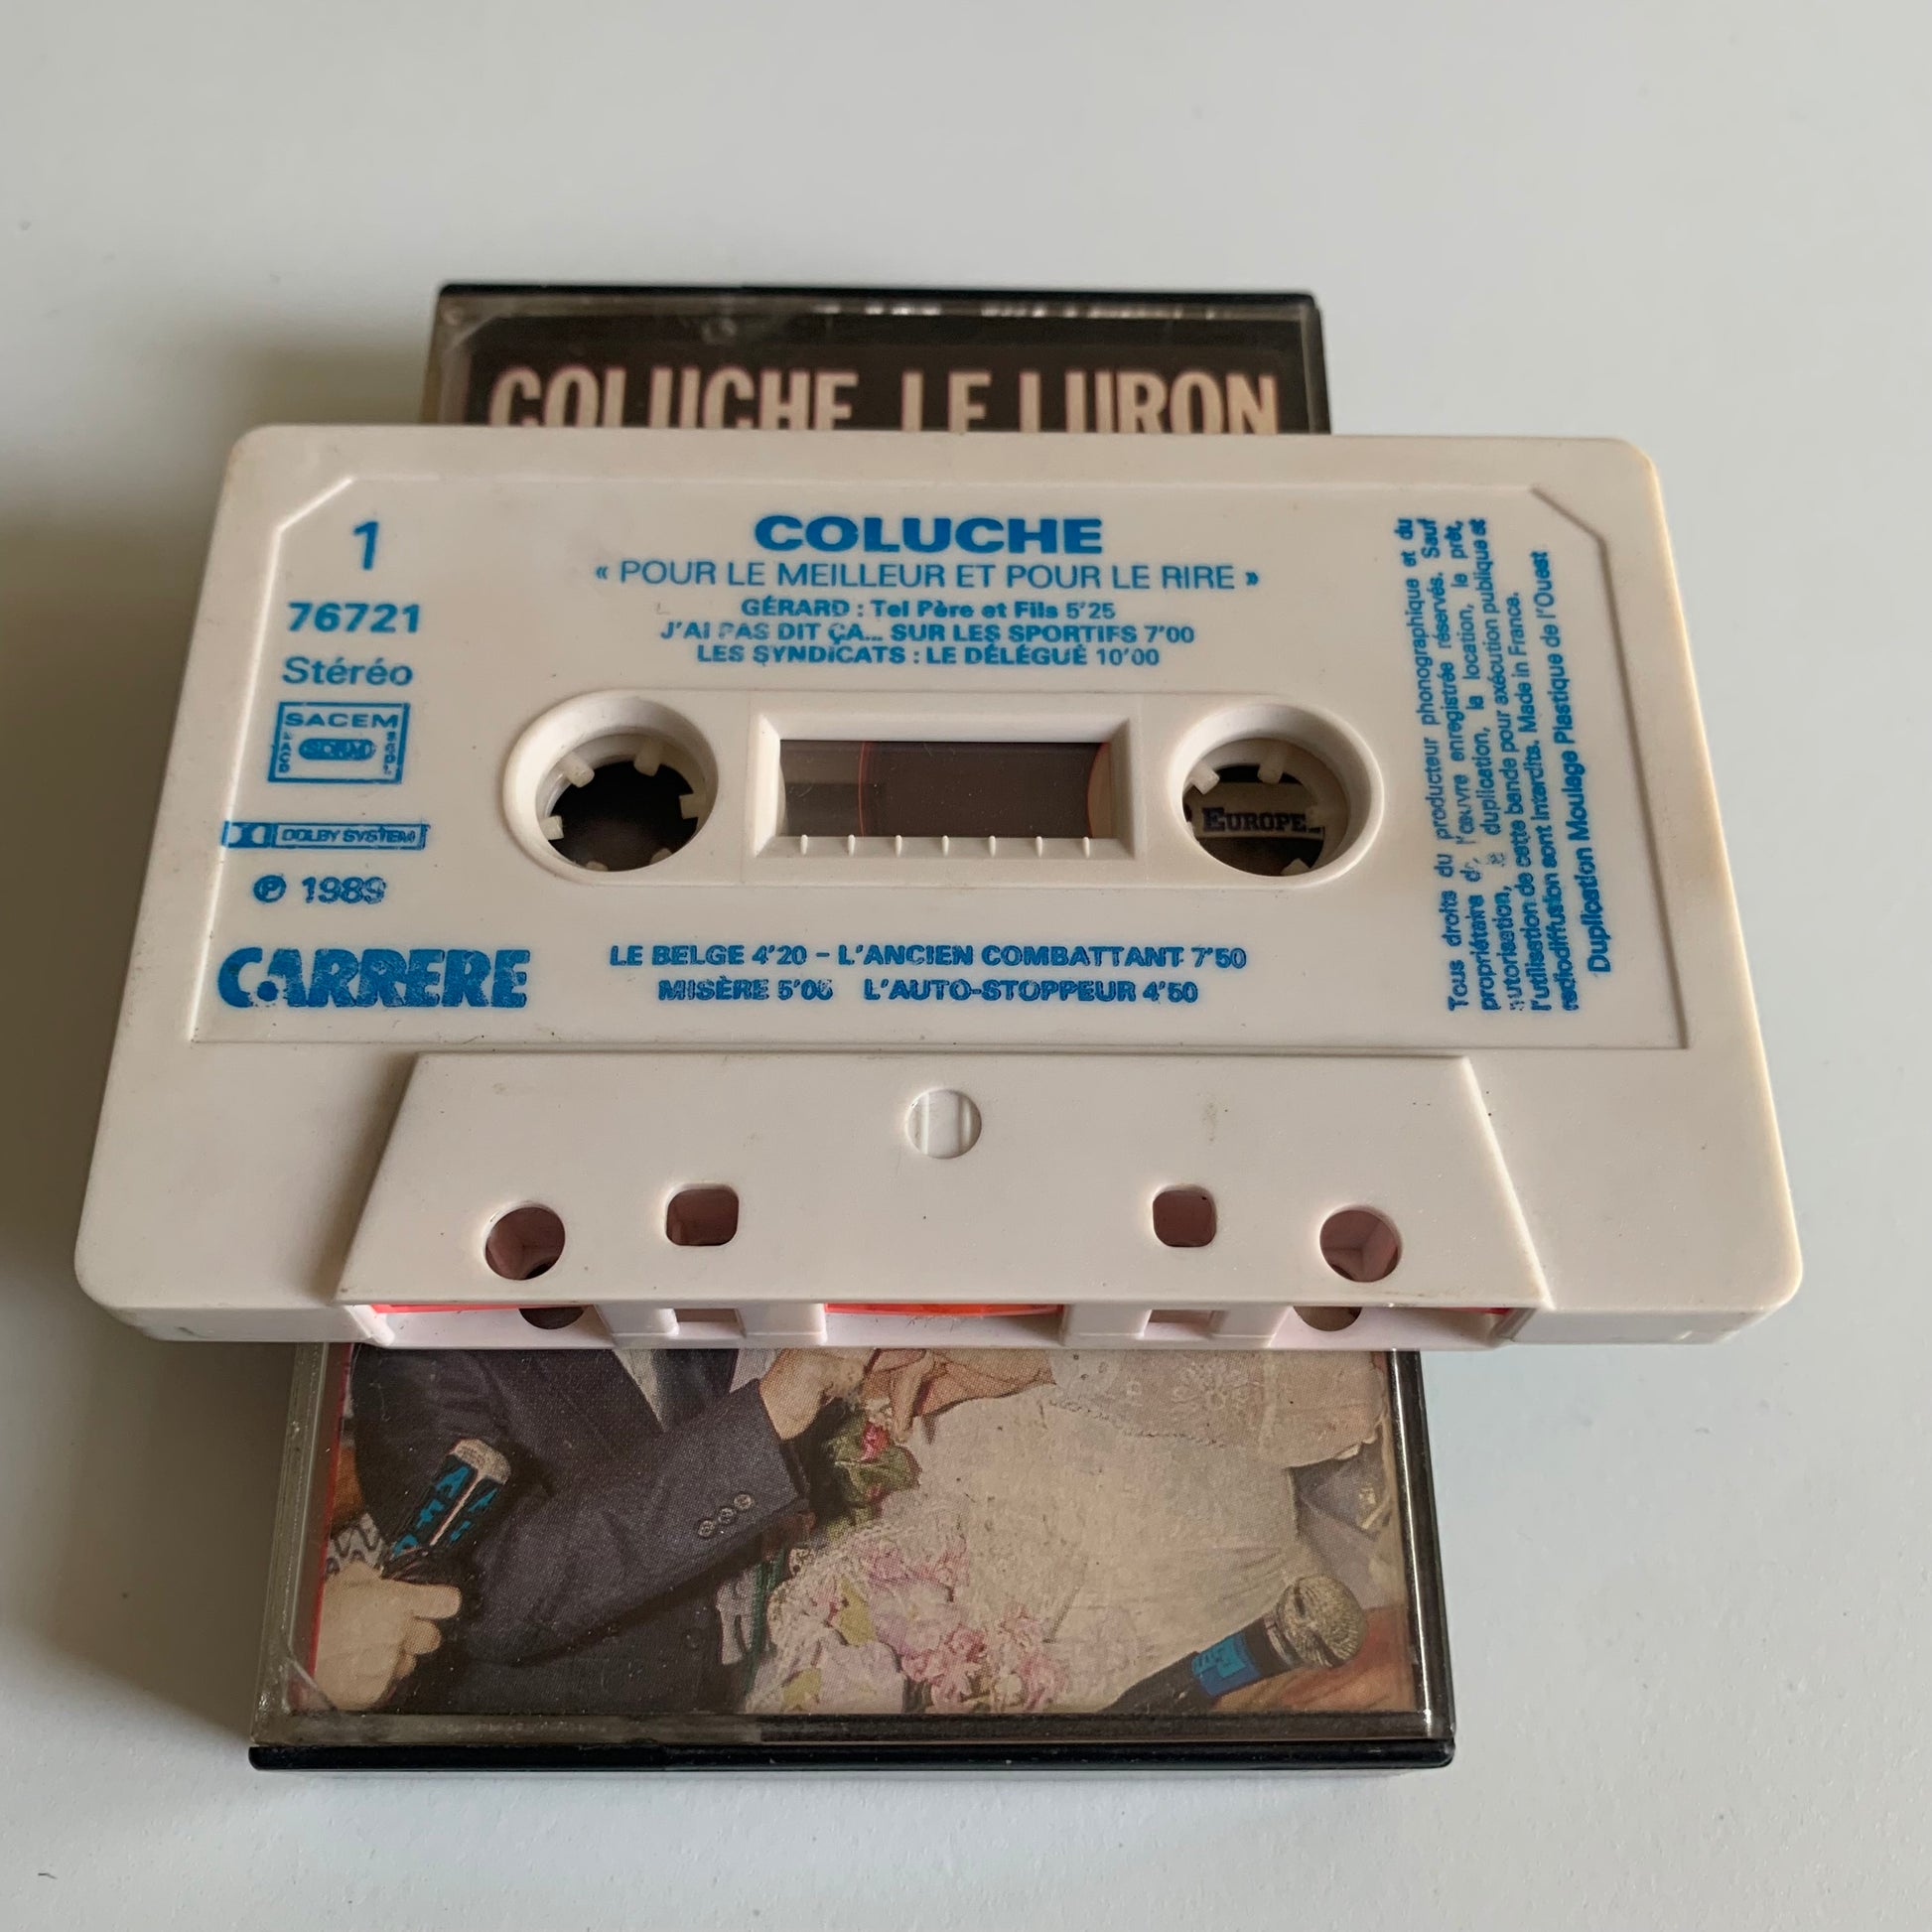 COLUCHE LE LURON
1
76721
Stéréo
SACEM
SDRM
SACD
DOLBY SYSTEM
Ⓟ 1989
CARRERE
COLUCHE
« POUR LE MEILLEUR ET POUR LE RIRE »
GÉRARD : Tel Père et Fils 5'25
J'AI PAS DIT ÇA... SUR LES SPORTIFS 7'00
LES SYNDICATS : LE DÉLÉGUÉ 10'00
EUROPE
LE BELGE 4'20 - L'ANCIEN COMBATTANT 7'50
MISÈRE 5'05 L'AUTO-STOPPEUR 4'50
Tous droits du producteur phonographique et du
propriétaire de l'œuvre enregistrée réservés. Sauf
autorisation, la duplication, la location, le prêt,
l'utilisation de cette bande pour exécution publique et
radiodiffusion sont interdits. Made in France.
Duplication Moulage Plastique de l'Ouest